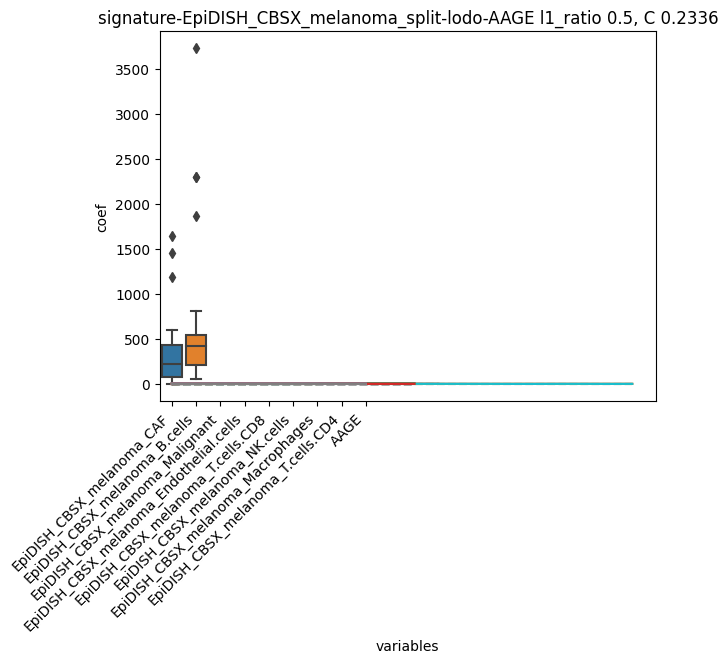 signature-EpiDISH_CBSX_melanoma_split-lodo-AAGE l1_ratio 0.5, C 0.2336
3500
3000
2500
2000
1500
1000
500
0
coef
EpiDISH_CBSX_melanoma_CAF
EpiDISH_CBSX_melanoma_B.cells
EpiDISH_CBSX_melanoma_Malignant
EpiDISH_CBSX_melanoma_Endothelial.cells
EpiDISH_CBSX_melanoma_T.cells.CD8
EpiDISH_CBSX_melanoma_NK.cells
EpiDISH_CBSX_melanoma_Macrophages
EpiDISH_CBSX_melanoma_T.cells.CD4
AAGE
variables